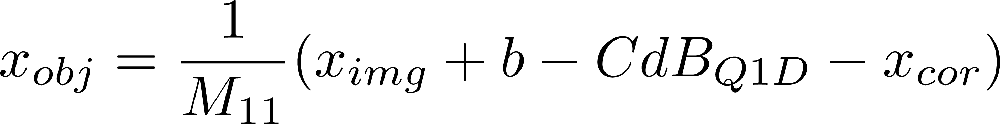 x_{obj} = \frac{1}{M_{11}}(x_{img} + b - CdB_{Q1D} - x_{cor})